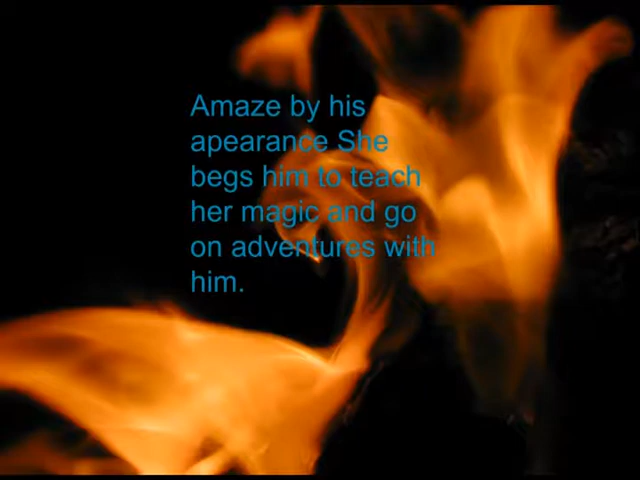 Amaze by his
apearance She
begs him to teach
her magic and go
on adventures with
him.